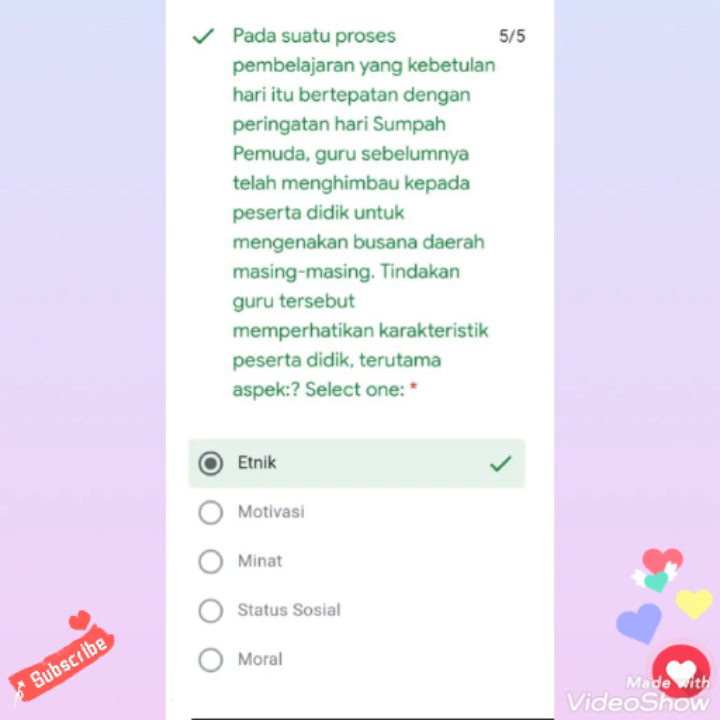 Pada suatu proses 5/5
pembelajaran yang kebetulan
hari itu bertepatan dengan
peringatan hari Sumpah
Pemuda, guru sebelumnya
telah menghimbau kepada
peserta didik untuk
mengenakan busana daerah
masing-masing. Tindakan
guru tersebut
memperhatikan karakteristik
peserta didik, terutama
aspek:? Select one: *
Etnik
Motivasi
Minat
Status Sosial
Moral
Subscribe
Made with
VideoShow